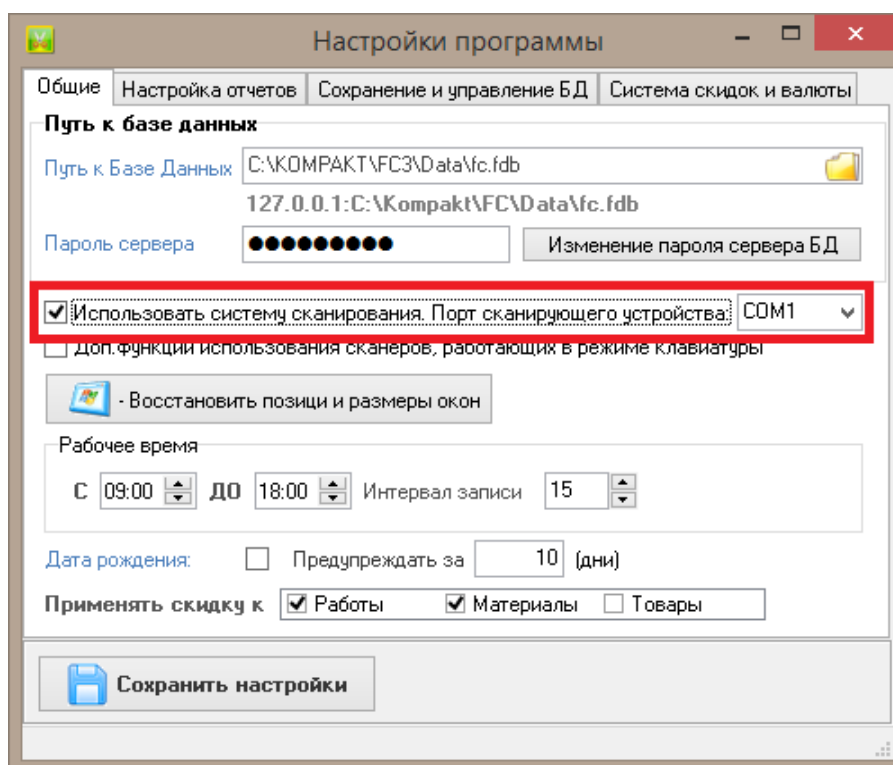 Настройки программы
Общие Настройка отчетов Сохранение и управление БД Система скидок и валюты
Путь к базе данных
Путь к Базе Данных C:\KOMPAKT\FC3\Data\fc.fdb
127.0.0.1:C:\Kompakt\FC\Data\fc.fdb
Пароль сервера ●●●●●●●●● Изменение пароля сервера БД
Использовать систему сканирования. Порт сканирующего устройства: COM1
Доп.функции использования сканеров, работающих в режиме клавиатуры
- Восстановить позици и размеры окон
Рабочее время
С 09:00 ДО 18:00 Интервал записи 15
Дата рождения: Предупреждать за 10 (дни)
Применять скидку к Работы Материалы Товары
Сохранить настройки